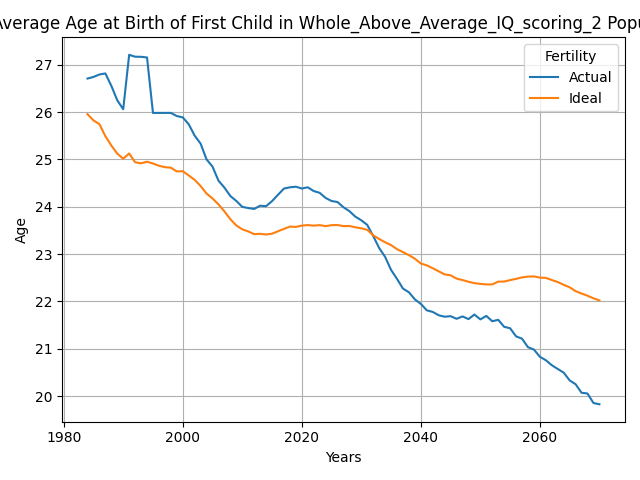 Average Age at Birth of First Child in Whole_Above_Average_IQ_scoring_2
Fertility
Actual
Ideal
27
26
25
24
23
22
21
20
Age
1980
2000
2020
2040
2060
Years